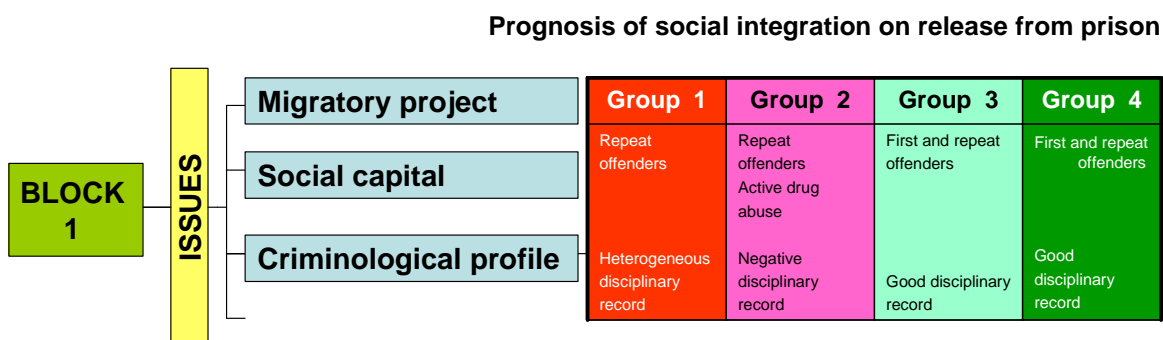 Prognosis of social integration on release from prison
BLOCK
1
ISSUES
Migratory project
Social capital
Criminological profile
Group 1
Repeat
offenders
Heterogeneous
disciplinary
record
Group 2
Repeat
offenders
Active drug
abuse
Negative
disciplinary
record
Group 3
First and repeat
offenders
Good disciplinary
record
Group 4
First and repeat
offenders
Good
disciplinary
record